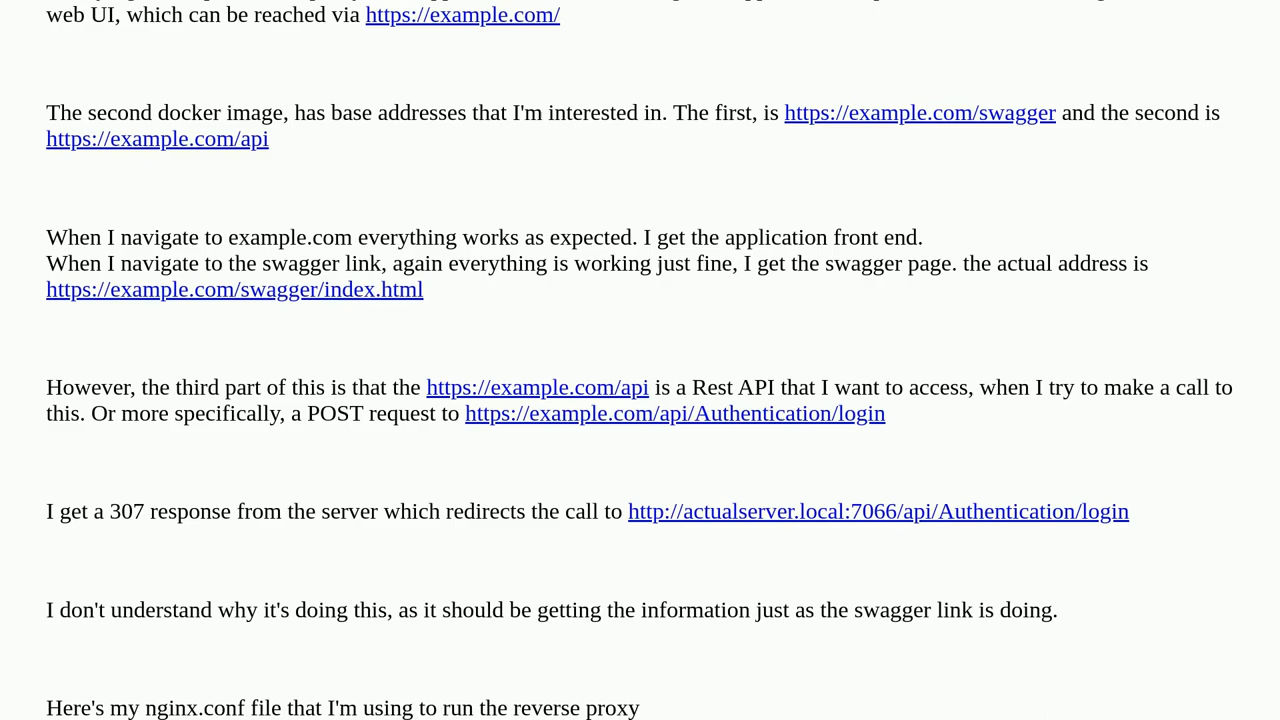 web UI, which can be reached via https://example.com/
The second docker image, has base addresses that I'm interested in. The first, is https://example.com/swagger and the second is
https://example.com/api
When I navigate to example.com everything works as expected. I get the application front end.
When I navigate to the swagger link, again everything is working just fine, I get the swagger page. the actual address is
https://example.com/swagger/index.html
However, the third part of this is that the https://example.com/api is a Rest API that I want to access, when I try to make a call to
this. Or more specifically, a POST request to https://example.com/api/Authentication/login
I get a 307 response from the server which redirects the call to http://actualserver.local:7066/api/Authentication/login
I don't understand why it's doing this, as it should be getting the information just as the swagger link is doing.
Here's my nginx.conf file that I'm using to run the reverse proxy